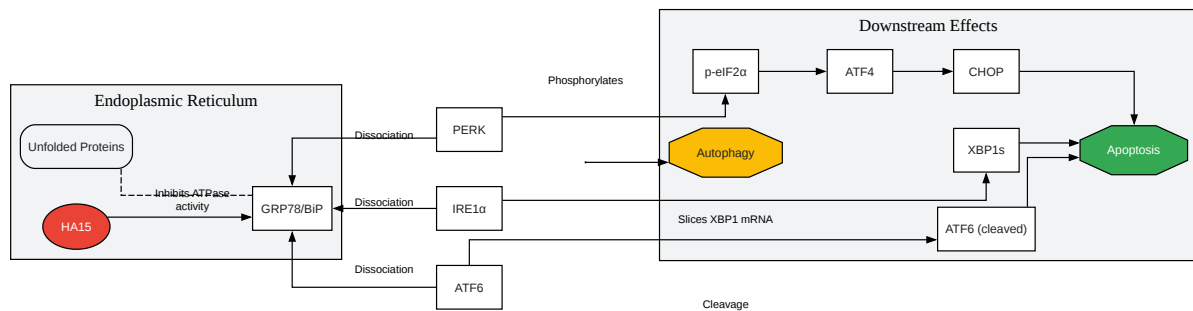 Downstream Effects
p-eIF2α
ATF4
CHOP
Phosphorylates
Endoplasmic Reticulum
Unfolded Proteins
PERK
Dissociation
Autophagy
XBP1s
Apoptosis
Inhibits ATPase
activity
GRP78/BiP
HA15
Dissociation
IRE1α
Slices XBP1 mRNA
ATF6 (cleaved)
Dissociation
ATF6
Cleavage